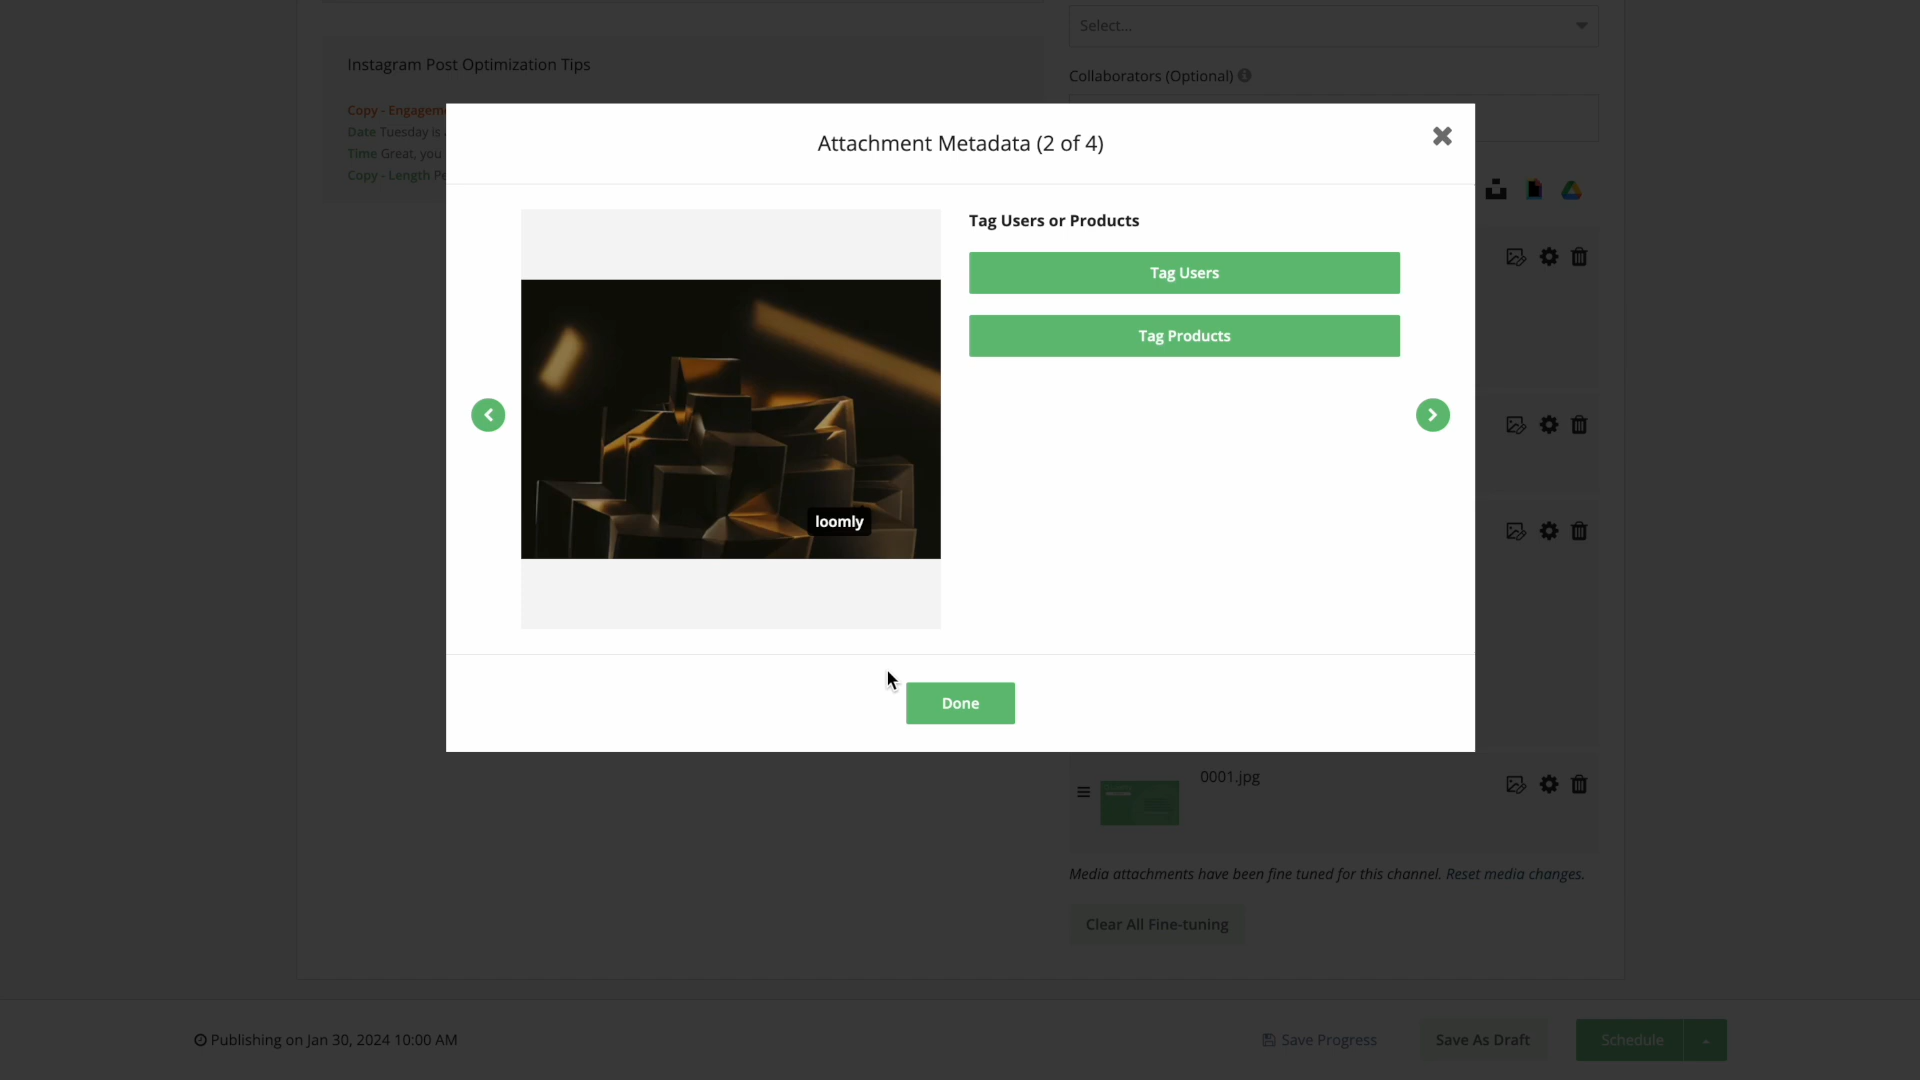 Select...
Instagram Post Optimization Tips
Collaborators (Optional)
Copy - Engagem
Date Tuesday is
Time Great, you
Copy - Length Pe
Attachment Metadata (2 of 4)
Tag Users or Products
Tag Users
Tag Products
loomly
Done
0001.jpg
Media attachments have been fine tuned for this channel. Reset media changes.
Clear All Fine-tuning
Publishing on Jan 30, 2024 10:00 AM
Save Progress
Save As Draft
Schedule